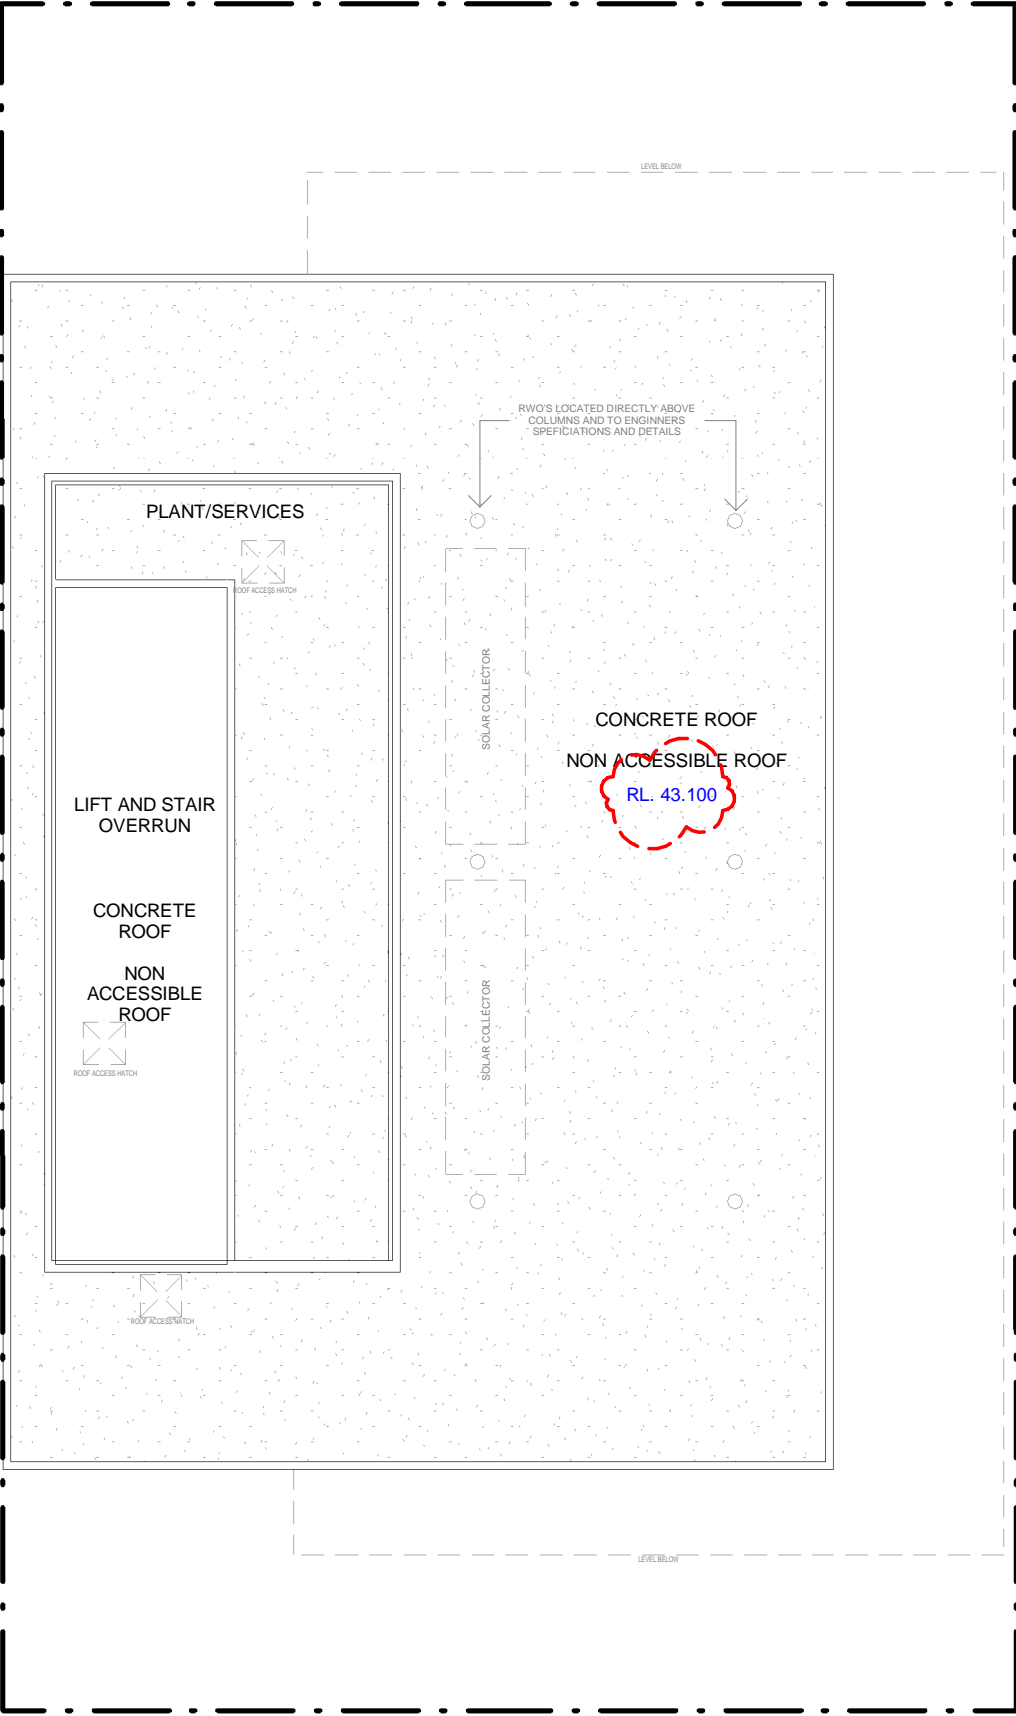 LEVEL BELOW
RWO'S LOCATED DIRECTLY ABOVE
COLUMNS AND TO ENGINNERS
SPEFICIATIONS AND DETAILS
PLANT/SERVICES
ROOF ACCESS HATCH
SOLAR COLLECTOR
CONCRETE ROOF
NON ACCESSIBLE ROOF
RL. 43.100
LIFT AND STAIR
OVERRUN
CONCRETE
ROOF
NON
ACCESSIBLE
ROOF
ROOF ACCESS HATCH
SOLAR COLLECTOR
ROOF ACCESS HATCH
LEVEL BELOW